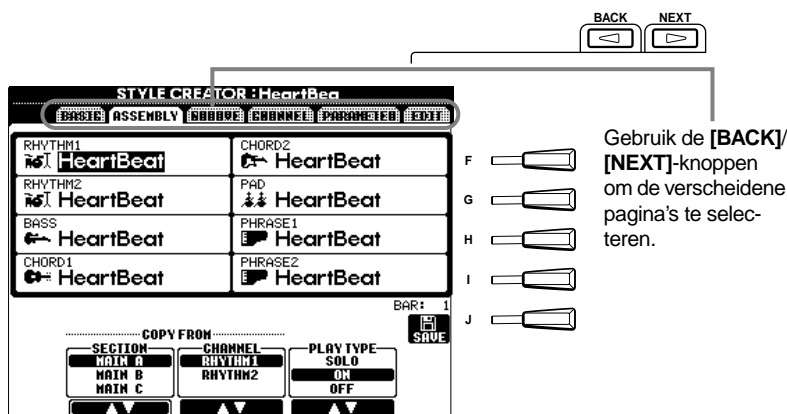 BACK NEXT
STYLE CREATOR : HeartBea
BASIC ASSEMBLY GROOVE CHANNEL PARAMETER EDIT
RHYTHM1
HeartBeat
CHORD2
HeartBeat
RHYTHM2
HeartBeat
PAD
HeartBeat
BASS
HeartBeat
PHRASE1
HeartBeat
CHORD1
HeartBeat
PHRASE2
HeartBeat
F
G
H
I
J
Gebruik de [BACK]/
[NEXT]-knoppen
om de verscheidene
pagina's te selec-
teren.
BAR: 1
SAVE
COPY FROM
SECTION
MAIN A
MAIN B
MAIN C
CHANNEL
RHYTHM1
RHYTHM2
PLAY TYPE
SOLO
ON
OFF